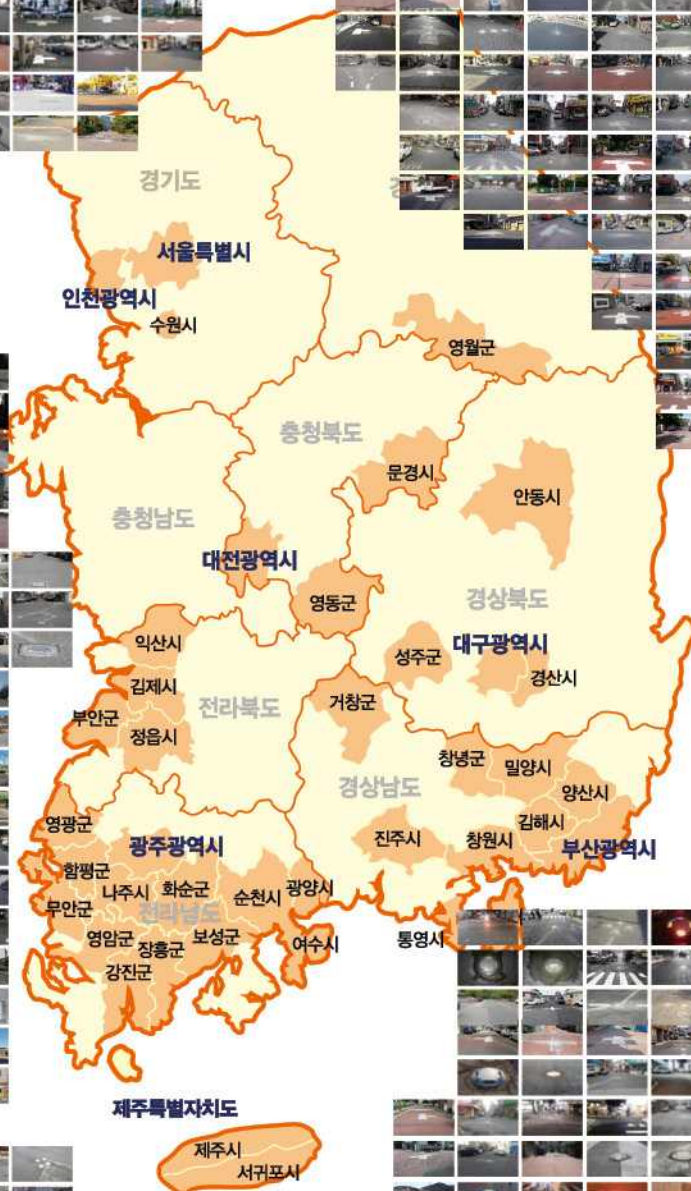 경기도
서울특별시
인천광역시
수원시
영월군
충청북도
문경시
안동시
충청남도
대전광역시
영동군
경상북도
대구광역시
성주군
경산시
익산시
김제시
전라북도
거창군
부안군
정읍시
창녕군
밀양시
경상남도
양산시
영광군
김해시
광주광역시
진주시
창원시
부산광역시
함평군
나주시
화순군
순천시
광양시
무안군
전라남도
영암군
장흥군
보성군
여수시
통영시
강진군
제주특별자치도
제주시
서귀포시